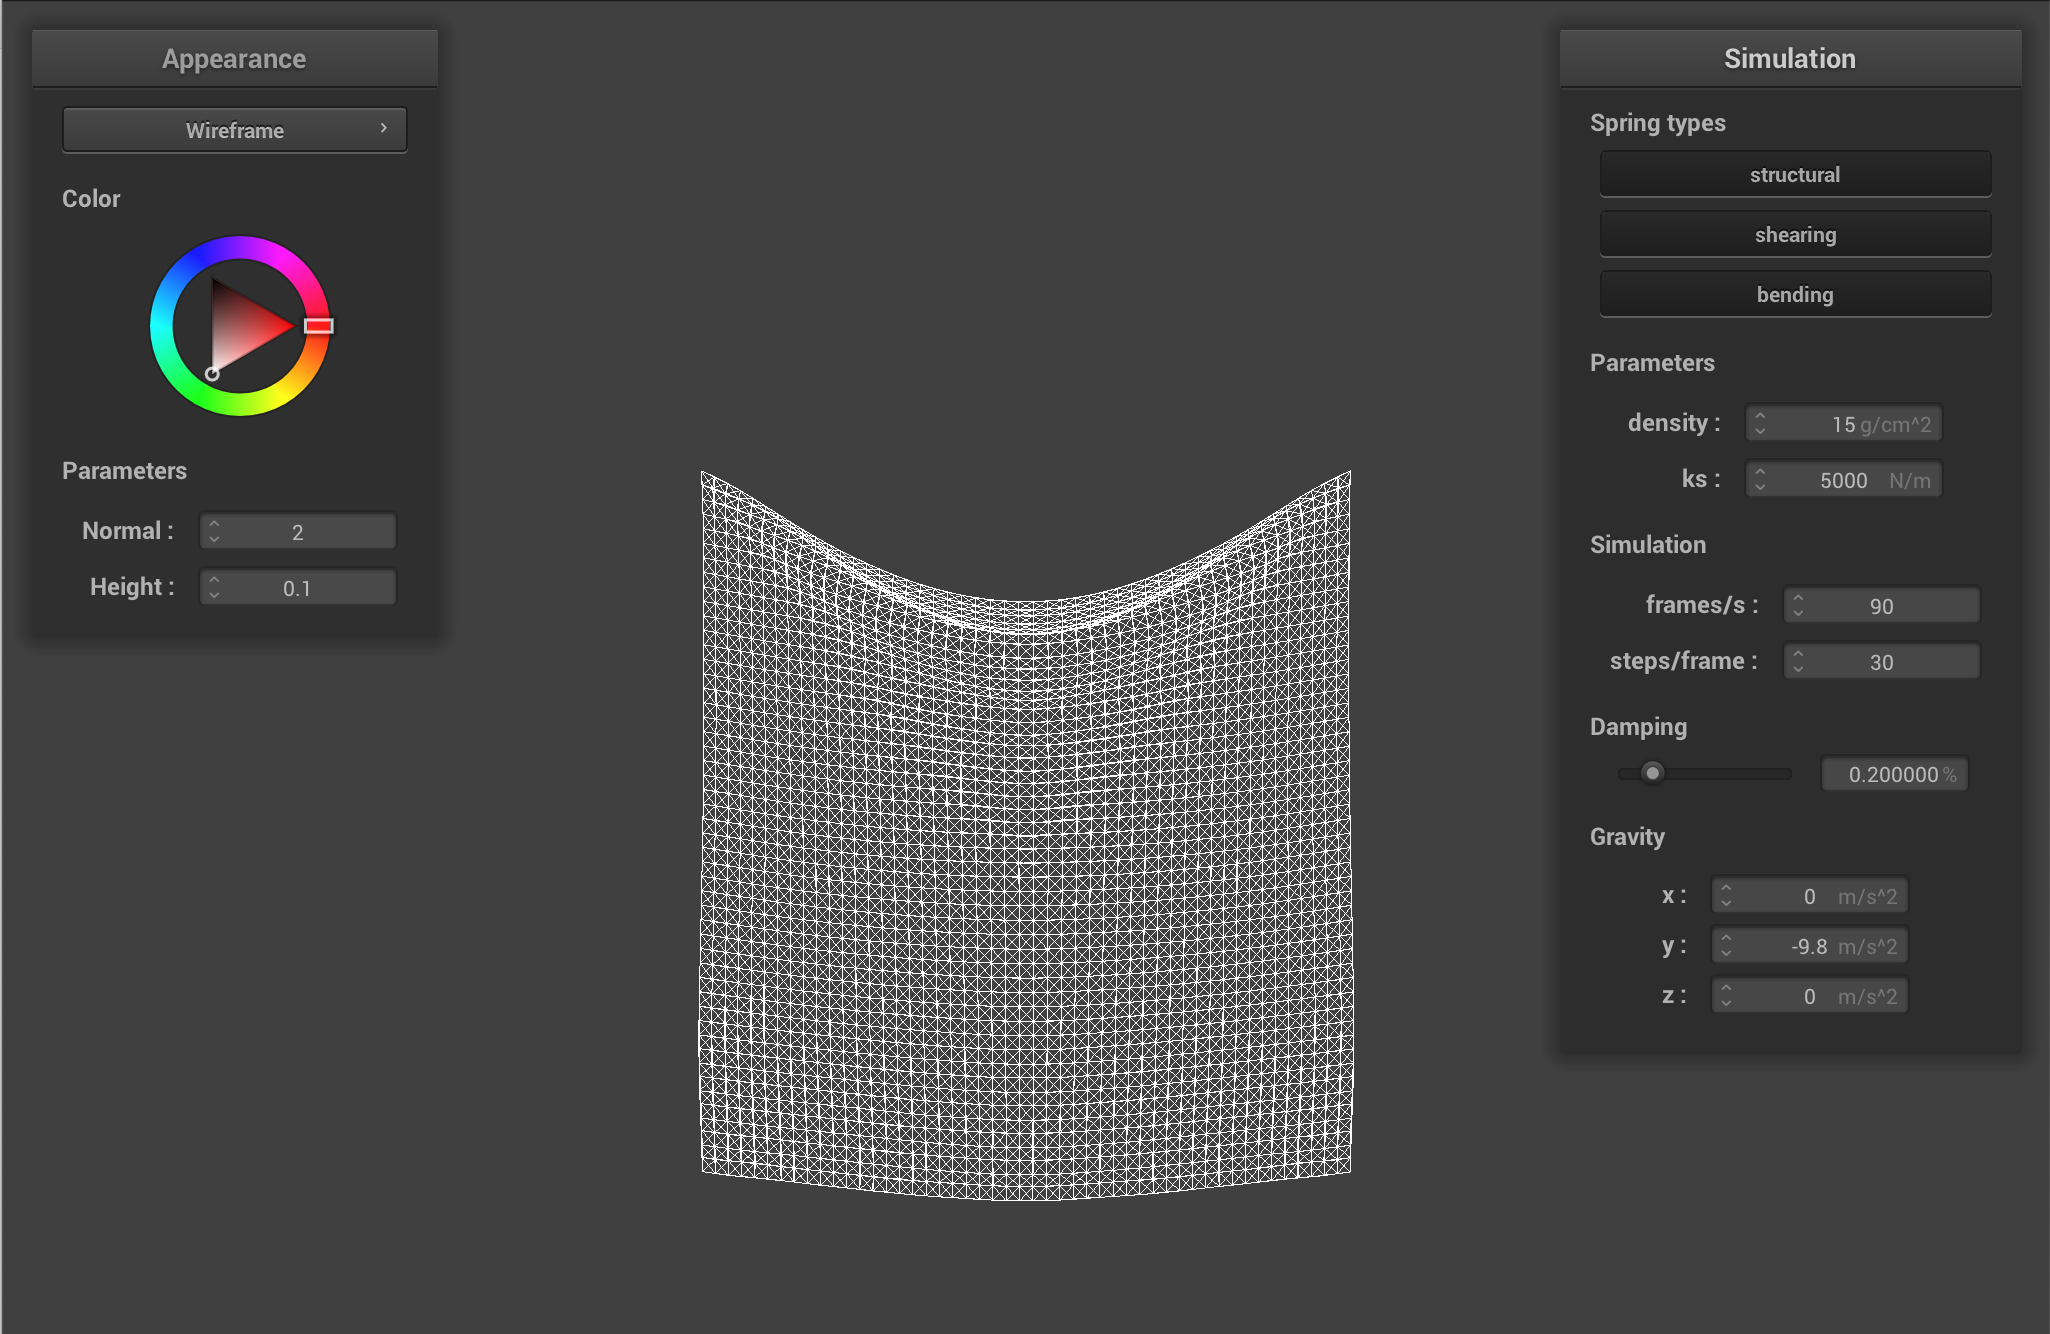 Appearance
Wireframe
Color
Parameters
Normal : 2
Height : 0.1
Simulation
Spring types
structural
shearing
bending
Parameters
density : 15 g/cm^2
ks : 5000 N/m
Simulation
frames/s : 90
steps/frame : 30
Damping
0.200000 %
Gravity
x : 0 m/s^2
y : -9.8 m/s^2
z : 0 m/s^2